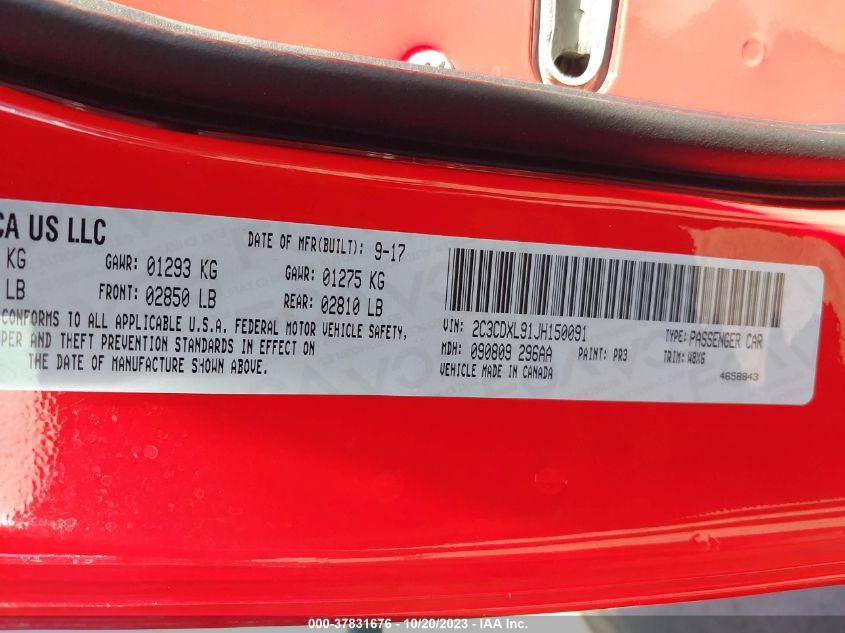 CA US LLC
DATE OF MFR(BUILT): 9-17
KG GAWR: 01293 KG GAWR: 01275 KG
LB FRONT: 02850 LB REAR: 02810 LB
CONFORMS TO ALL APPLICABLE U.S.A. FEDERAL MOTOR VEHICLE SAFETY,
PER AND THEFT PREVENTION STANDARDS IN EFFECT ON
THE DATE OF MANUFACTURE SHOWN ABOVE.
VIN: 2C3CDXL91JH150091 TYPE: PASSENGER CAR
MDH: 090809 296AA PAINT: PR3 TRIM: W8X6
VEHICLE MADE IN CANADA
4658843
000-37831676 - 10/20/2023 - IAA Inc.